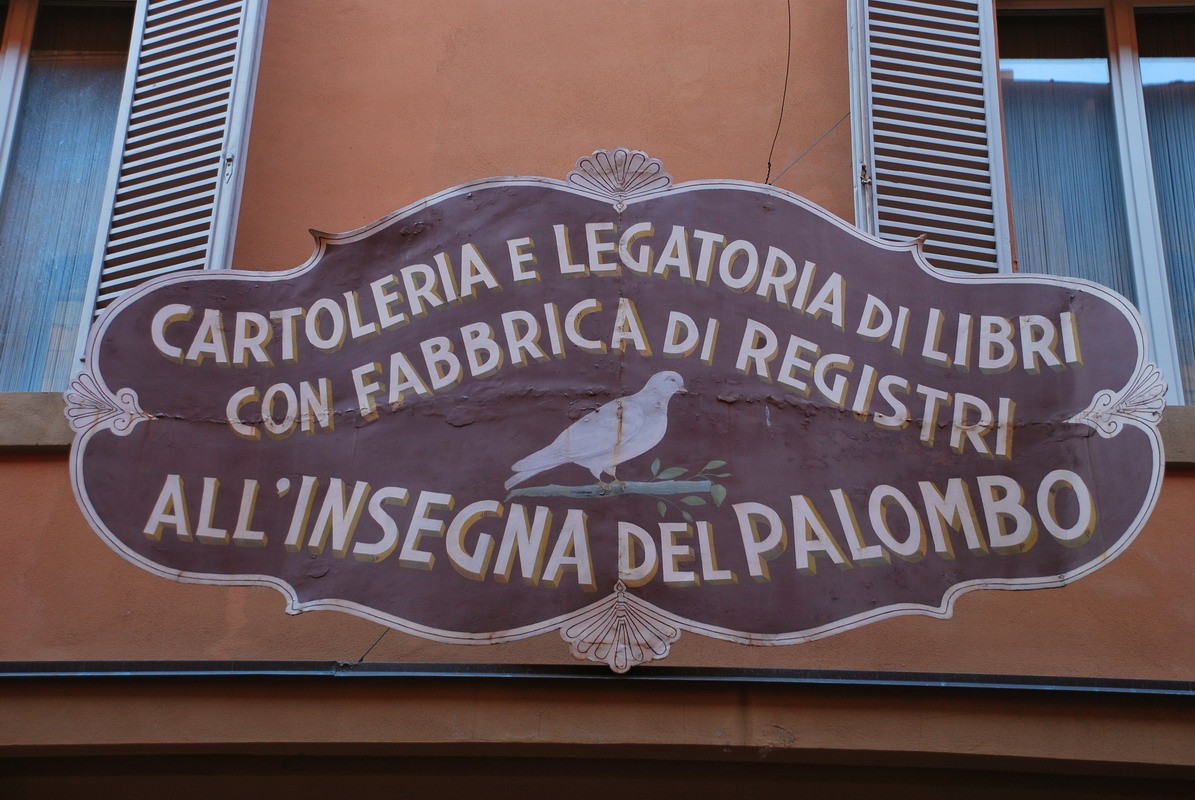 CARTOLERIA E LEGATORIA DI LIBRI
CON FABBRICA DI REGISTRI
ALL'INSEGNA DEL PALOMBO